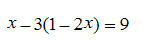 x − 3(1 − 2x) = 9